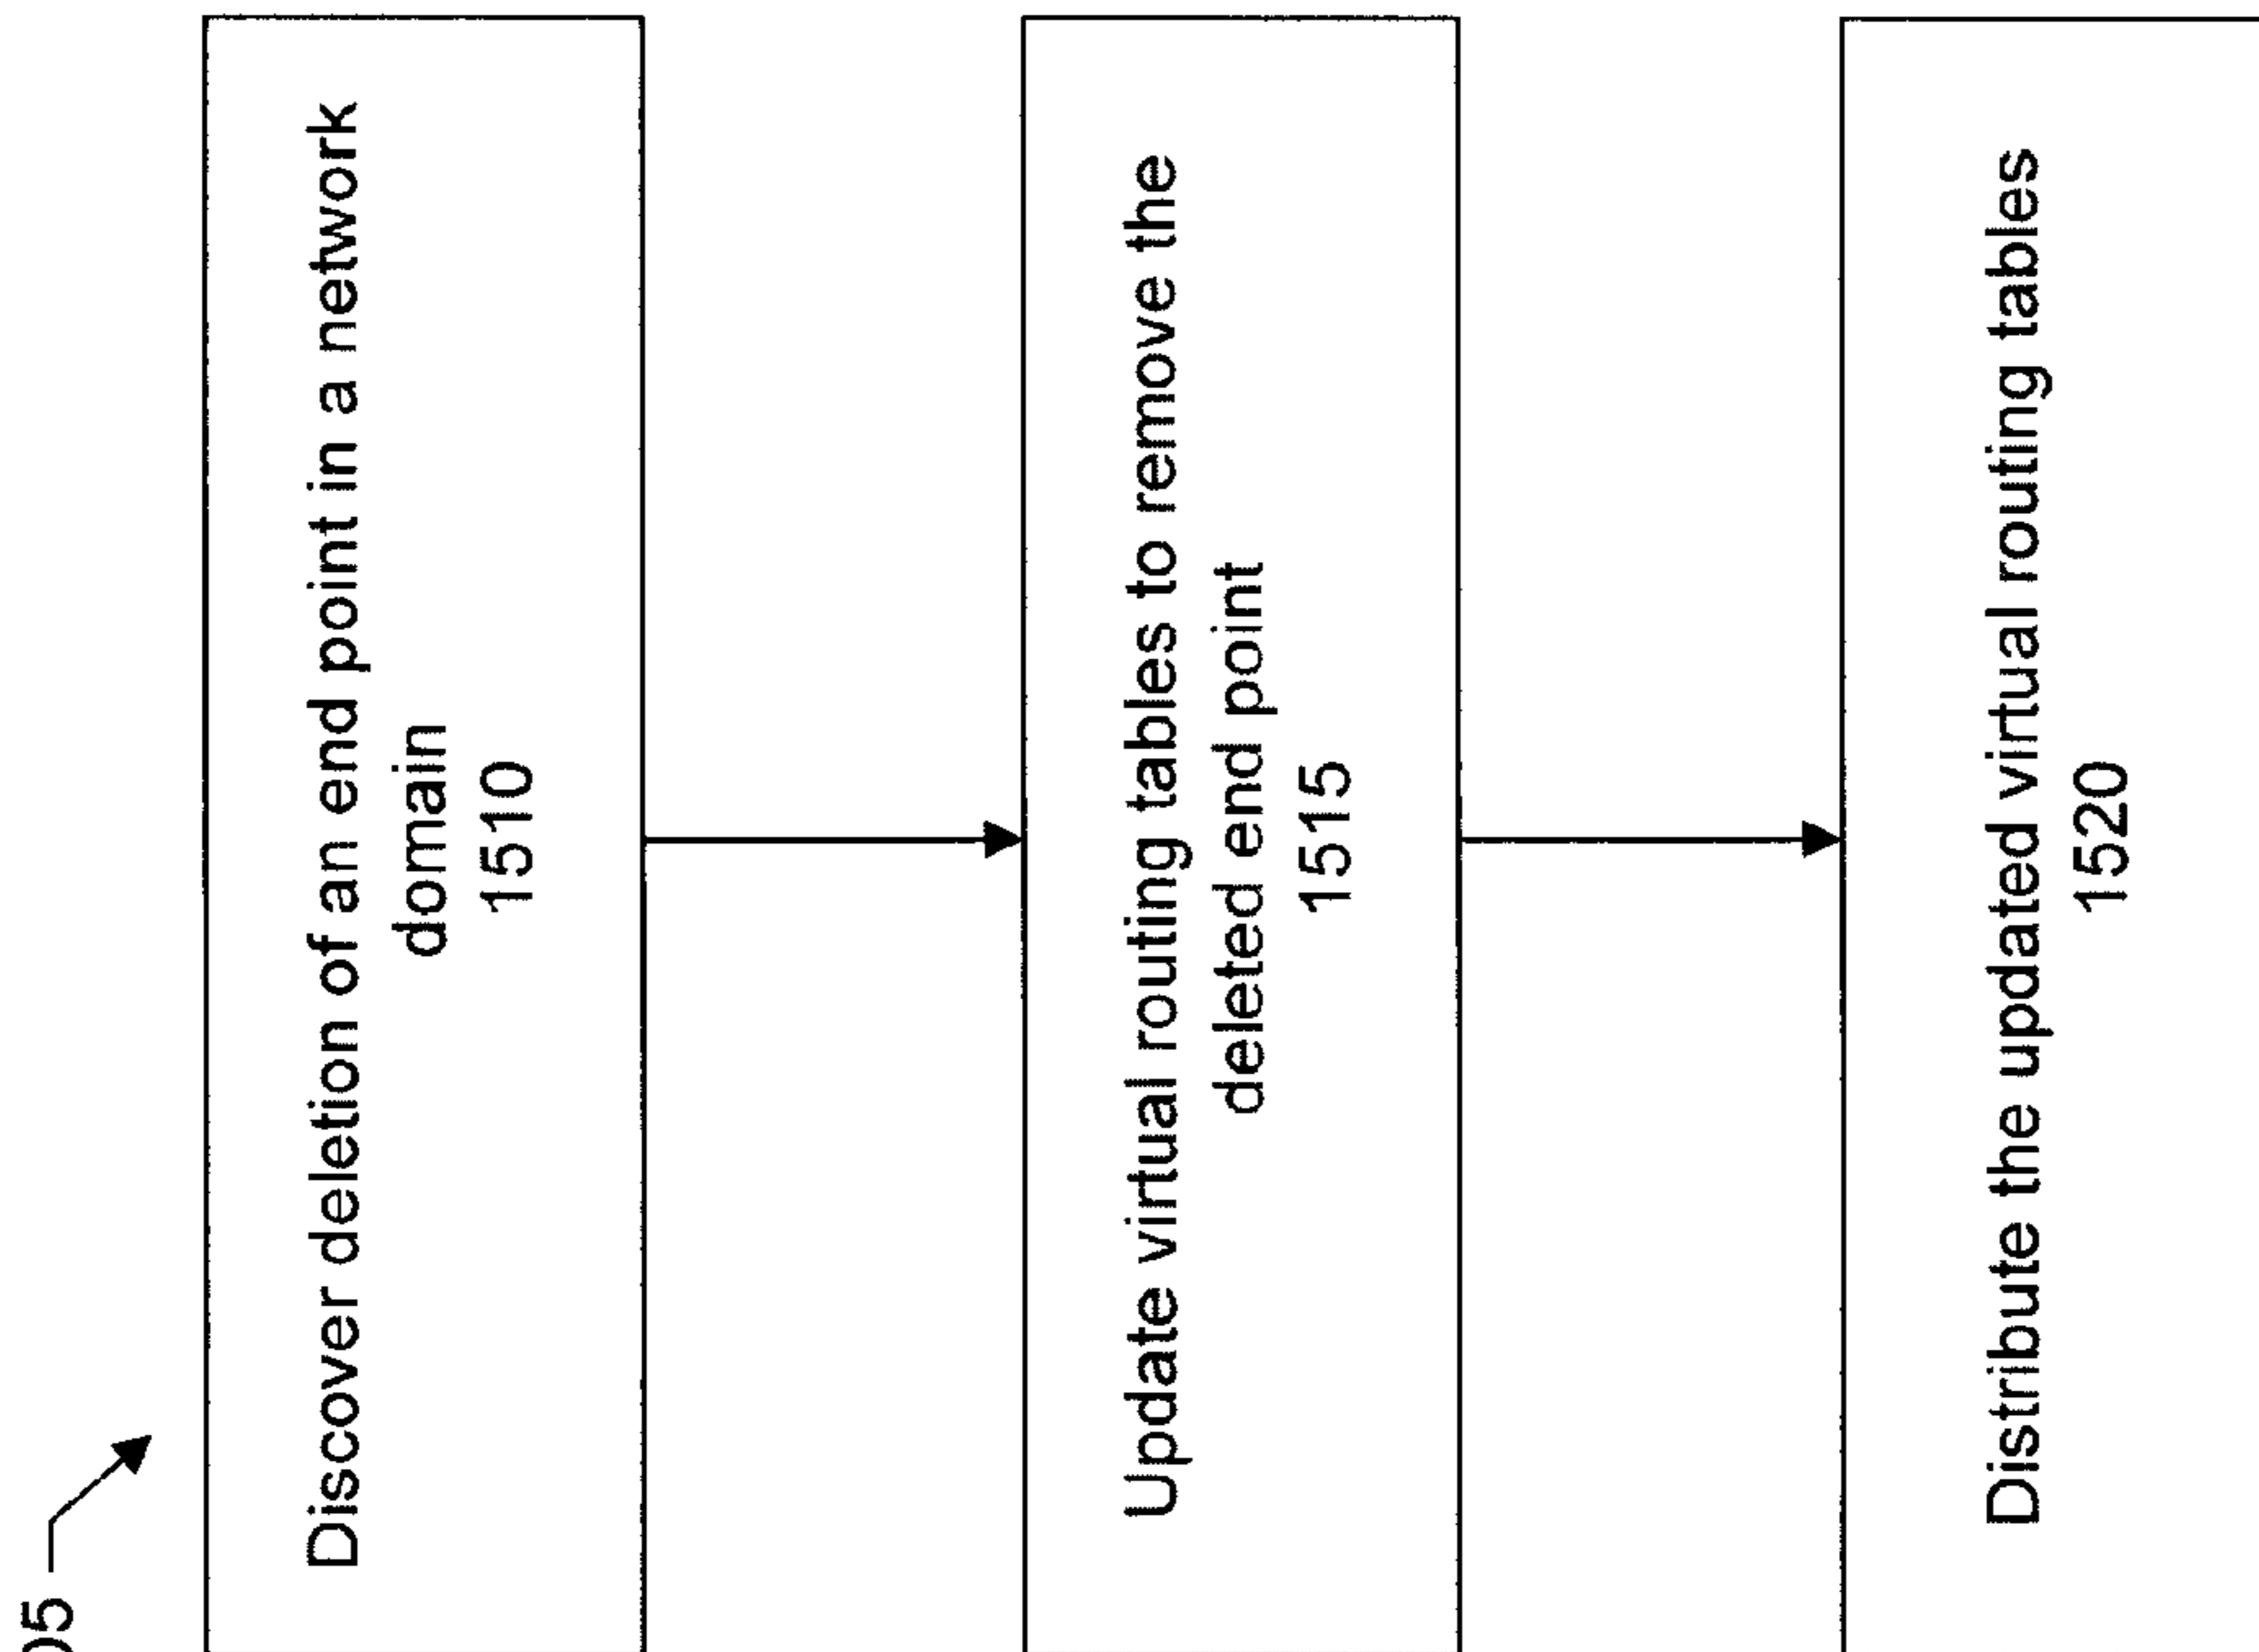 05
Discover deletion of an end point in a network
domain
1510
Update virtual routing tables to remove the
deleted end point
1515
Distribute the updated virtual routing tables
1520